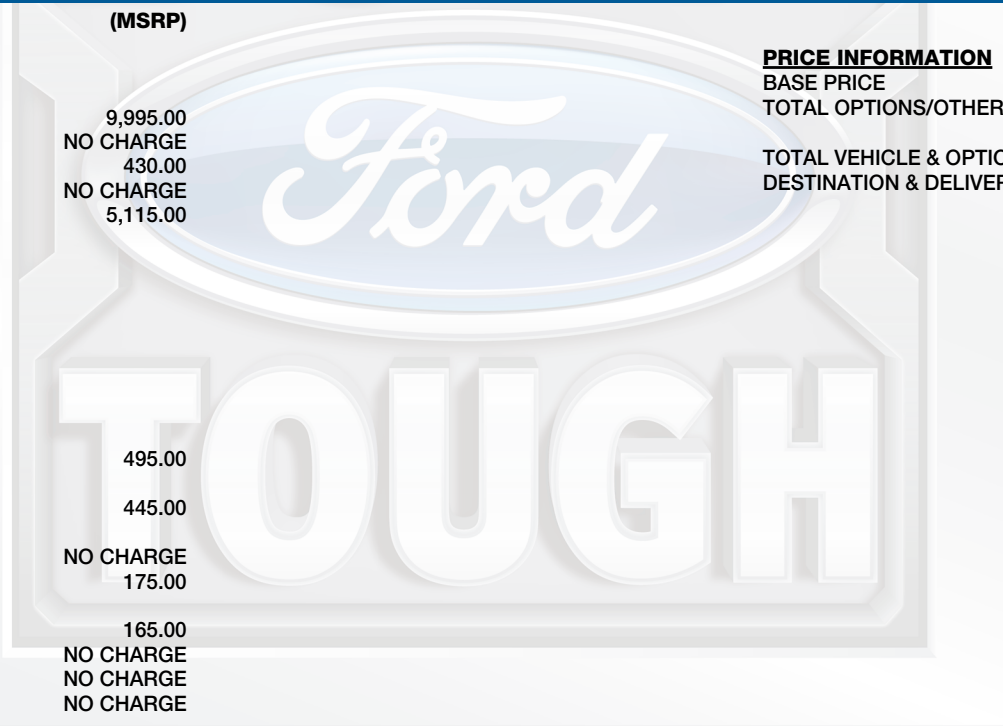 (MSRP)
9,995.00
NO CHARGE
430.00
NO CHARGE
5,115.00
495.00
445.00
NO CHARGE
175.00
165.00
NO CHARGE
NO CHARGE
NO CHARGE
PRICE INFORMATION
BASE PRICE
TOTAL OPTIONS/OTHER
TOTAL VEHICLE & OPTIO
DESTINATION & DELIVER
Ford
TOUGH